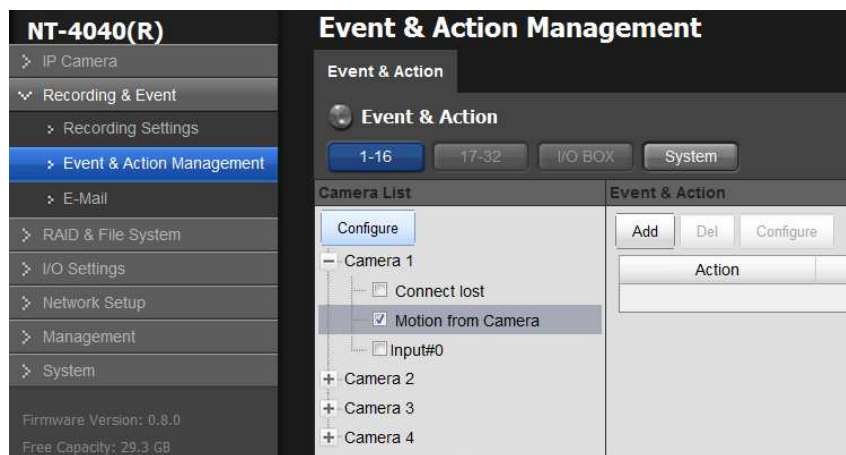 NT-4040(R)
IP Camera
Recording & Event
Recording Settings
Event & Action Management
E-Mail
RAID & File System
I/O Settings
Network Setup
Management
System
Firmware Version: 0.8.0
Free Capacity: 29.3 GB
Event & Action Management
Event & Action
Event & Action
1-16 17-32 I/O BOX System
Camera List
Configure
Camera 1
Connect lost
Motion from Camera
Input#0
Camera 2
Camera 3
Camera 4
Event & Action
Add Del Configure
Action